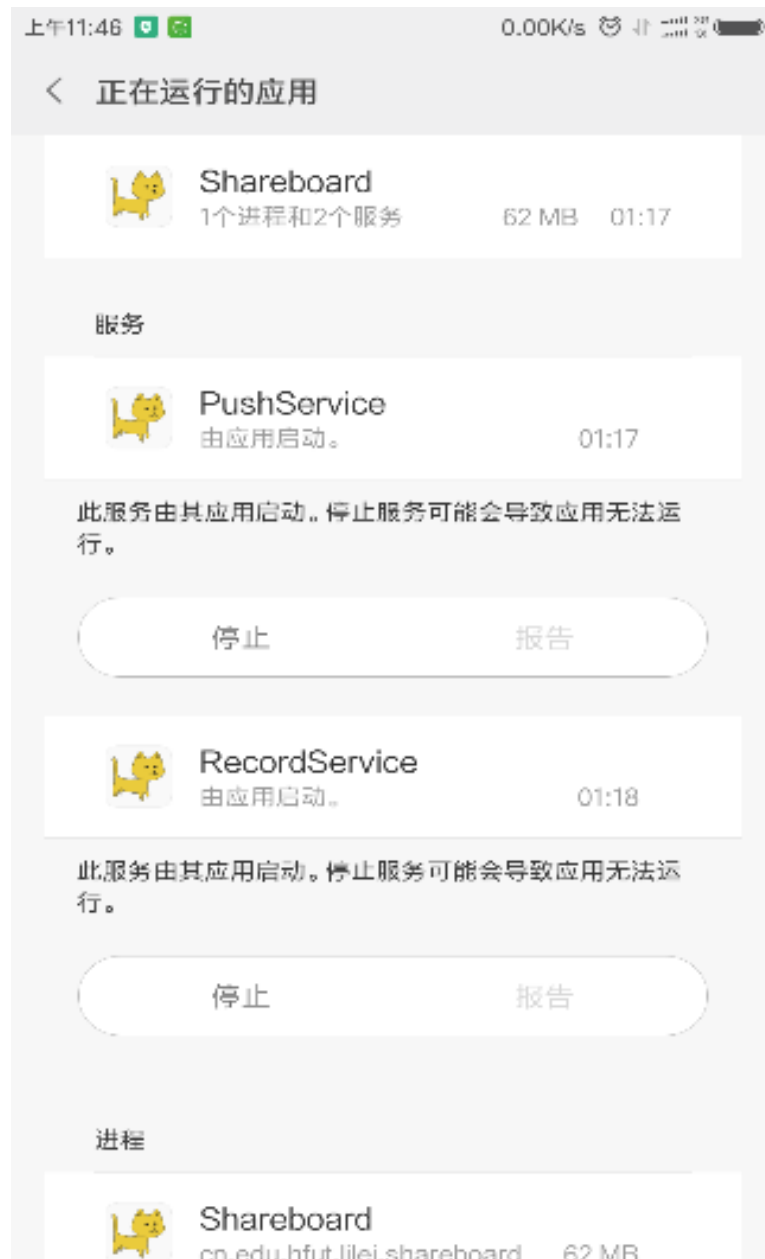 上午11:46 0.00K/s
正在运行的应用
Shareboard
1个进程和2个服务 62 MB 01:17
服务
PushService
由应用启动。 01:17
此服务由其应用启动。停止服务可能会导致应用无法运
行。
停止 报告
RecordService
由应用启动。 01:18
此服务由其应用启动。停止服务可能会导致应用无法运
行。
停止 报告
进程
Shareboard
cn.edu.hfut.lilei.shareboard 62 MB